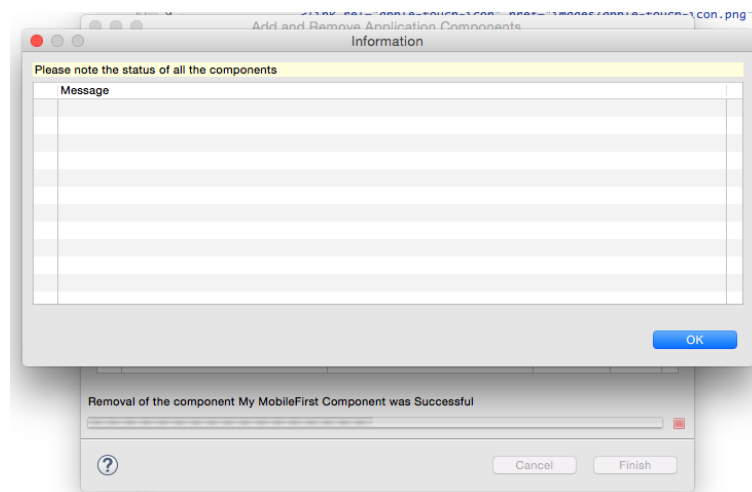 Add and Remove Application Components
Information
Please note the status of all the components
Message
OK
Removal of the component My MobileFirst Component was Successful
?
Cancel
Finish